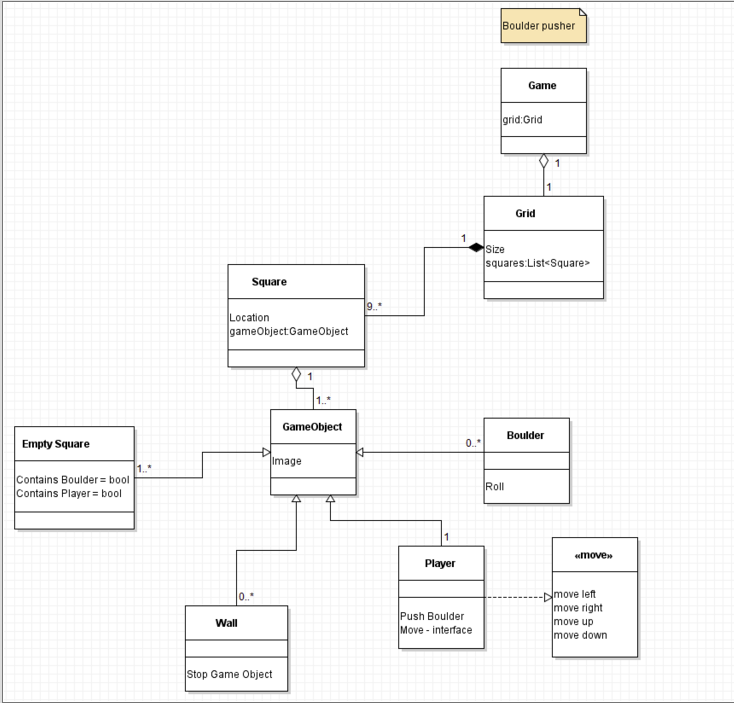 Boulder pusher
Game
grid:Grid
1
1
Grid
Size
squares:List<Square>
1
9..*
Square
Location
gameObject:GameObject
1
1..*
GameObject
Image
Empty Square
Contains Boulder = bool
Contains Player = bool
1..*
Boulder
Roll
0..*
Player
Push Boulder
Move - interface
1
«move»
move left
move right
move up
move down
Wall
Stop Game Object
0..*